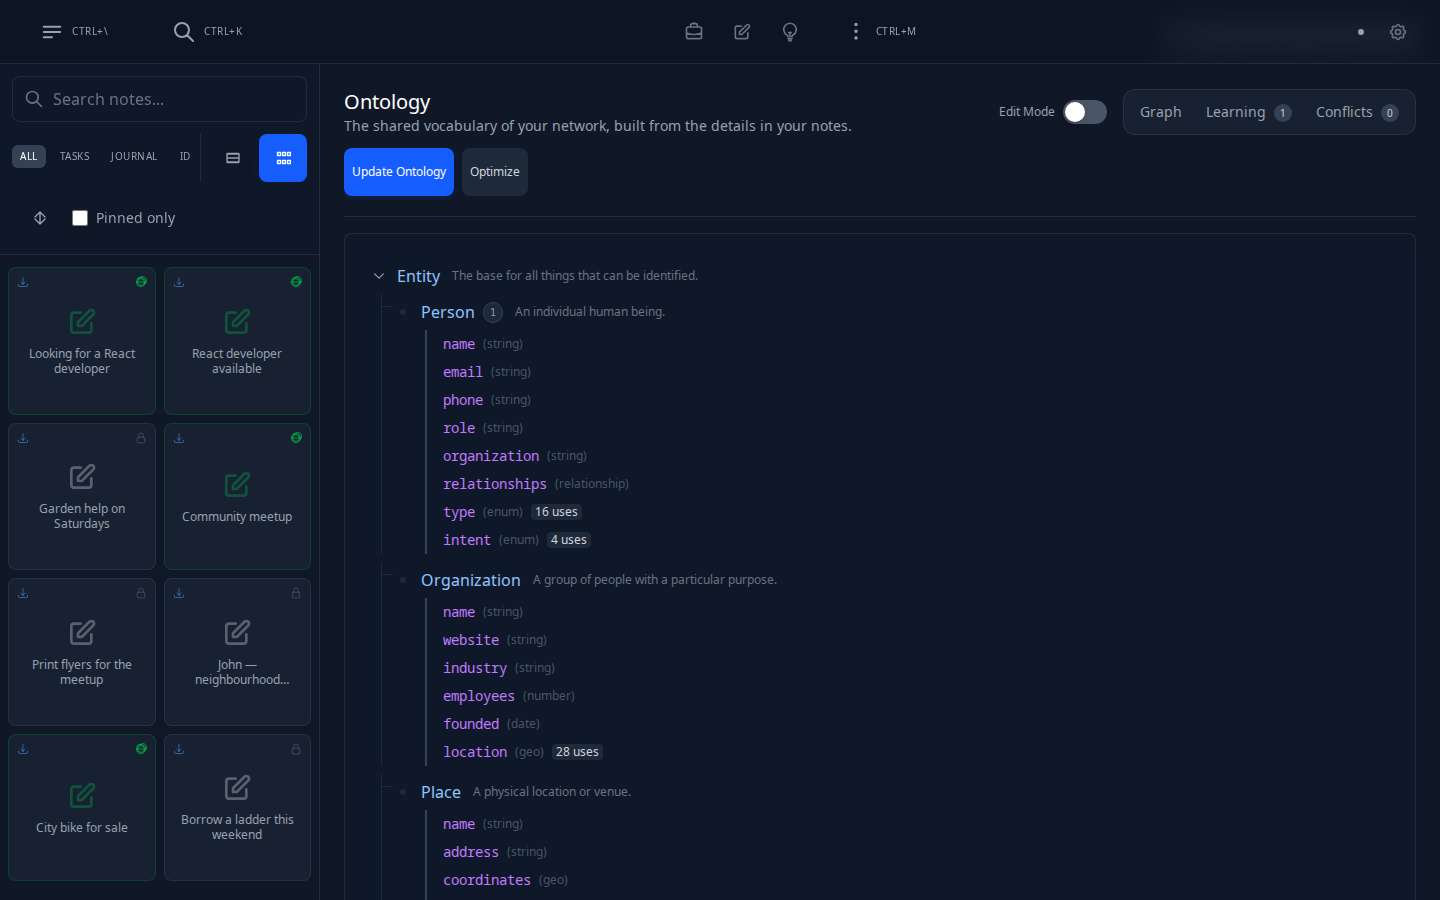 CTRL+\
CTRL+K
CTRL+M
Search notes...
ALL
TASKS
JOURNAL
ID
Pinned only
Looking for a React developer
React developer available
Garden help on Saturdays
Community meetup
Print flyers for the meetup
John — neighbourhood...
City bike for sale
Borrow a ladder this weekend
Ontology
The shared vocabulary of your network, built from the details in your notes.
Edit Mode
Graph
Learning 1
Conflicts 0
Update Ontology
Optimize
Entity The base for all things that can be identified.
Person 1 An individual human being.
name (string)
email (string)
phone (string)
role (string)
organization (string)
relationships (relationship)
type (enum) 16 uses
intent (enum) 4 uses
Organization A group of people with a particular purpose.
name (string)
website (string)
industry (string)
employees (number)
founded (date)
location (geo) 28 uses
Place A physical location or venue.
name (string)
address (string)
coordinates (geo)